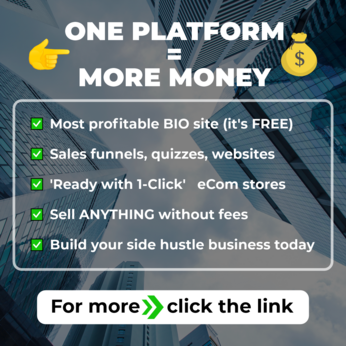 ONE PLATFORM
=
MORE MONEY
Most profitable BIO site (it's FREE)
Sales funnels, quizzes, websites
'Ready with 1-Click' eCom stores
Sell ANYTHING without fees
Build your side hustle business today
For more click the link